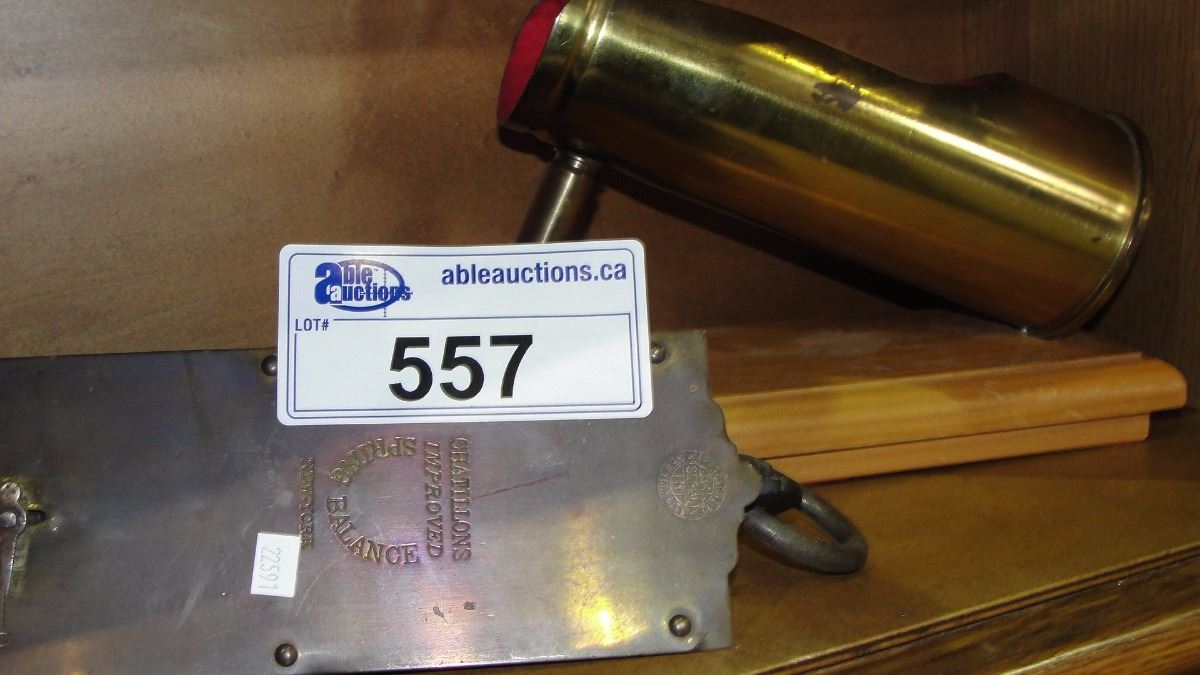 able auctions
ableauctions.ca
LOT#
557
CHATILLONS
IMPROVED
SPRING BALANCE
NEW-YORK
22591